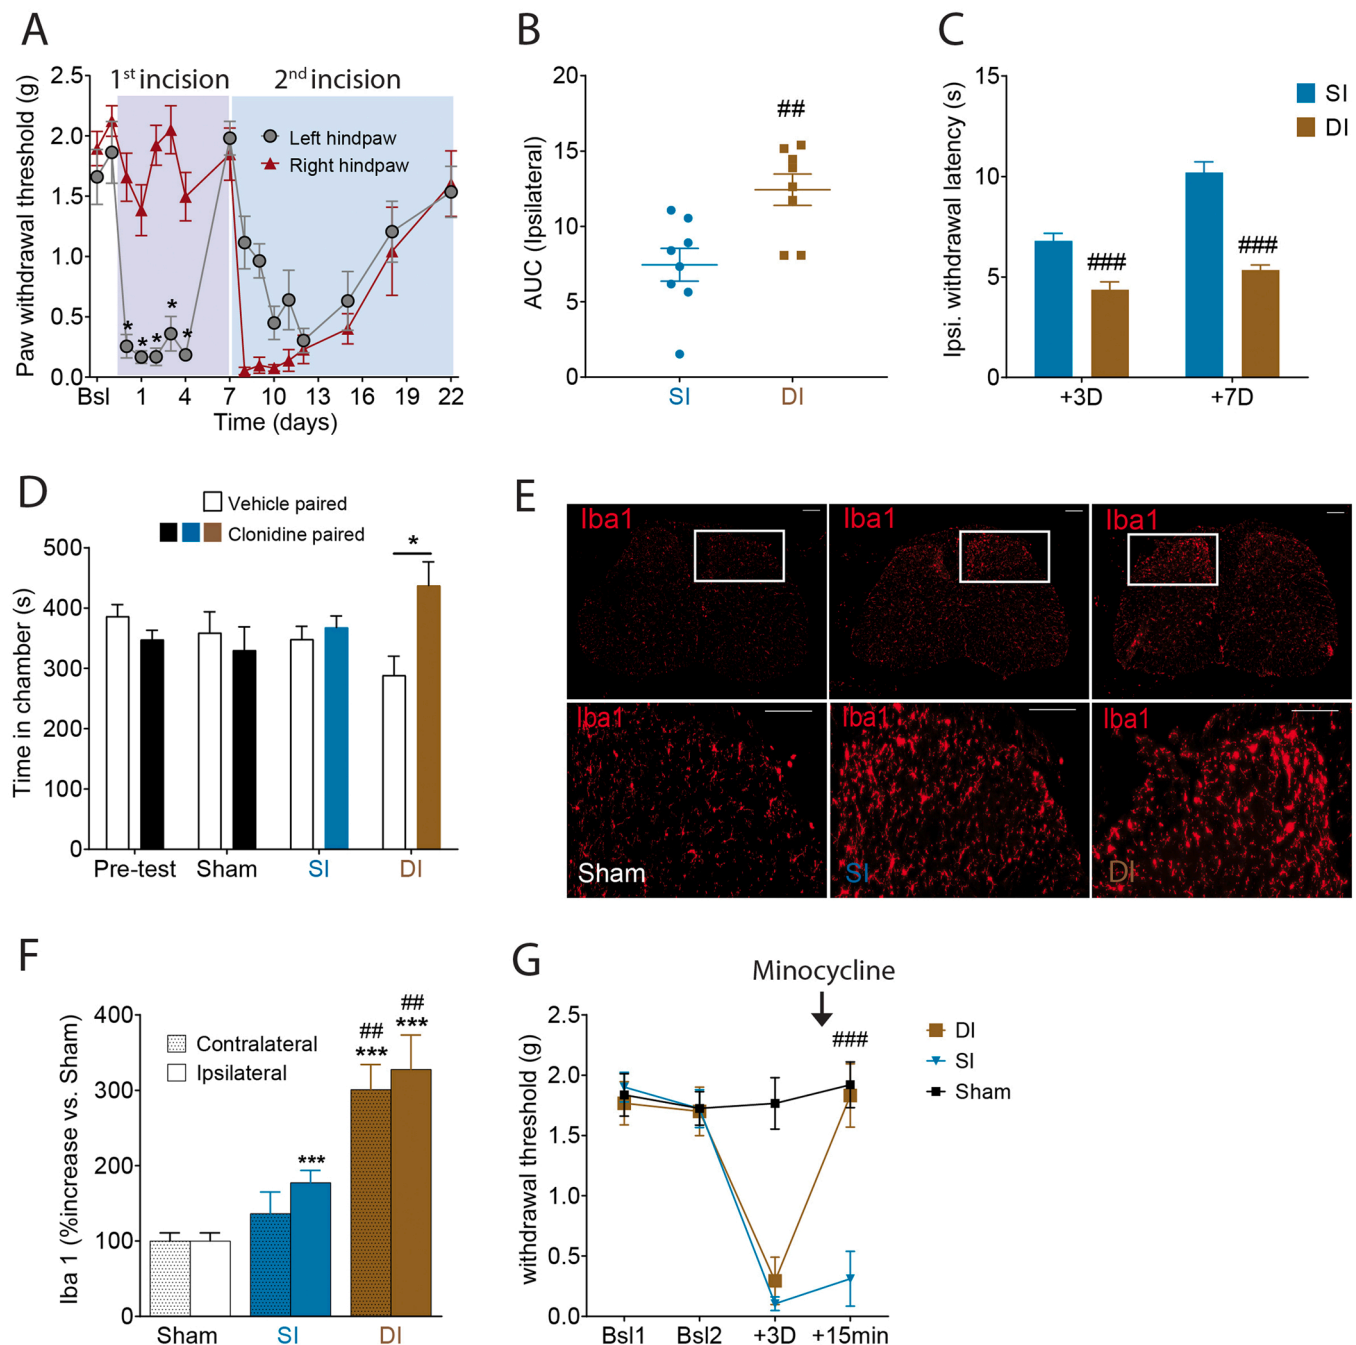 A
1st incision
2nd incision
Paw withdrawal threshold (g)
2.5
2.0
1.5
1.0
0.5
0.0
Left hindpaw
Right hindpaw
* * * * *
Bsl 1 4 7 10 13 16 19 22
Time (days)
B
AUC (Ipsilateral)
20
15
10
5
0
##
SI DI
C
Ipsi. withdrawal latency (s)
15
10
5
0
SI
DI
### ###
+3D +7D
D
Vehicle paired
Clonidine paired
Time in chamber (s)
500
400
300
200
100
0
*
Pre-test Sham SI DI
E
Iba1 Iba1 Iba1
Iba1 Iba1 Iba1
Sham SI DI
F
Iba 1 (%increase vs. Sham)
400
300
200
100
0
Contralateral
Ipsilateral
***
##
***
##
***
Sham SI DI
G
Minocycline
withdrawal threshold (g)
2.5
2.0
1.5
1.0
0.5
0.0
###
DI
SI
Sham
Bsl1 Bsl2 +3D +15min